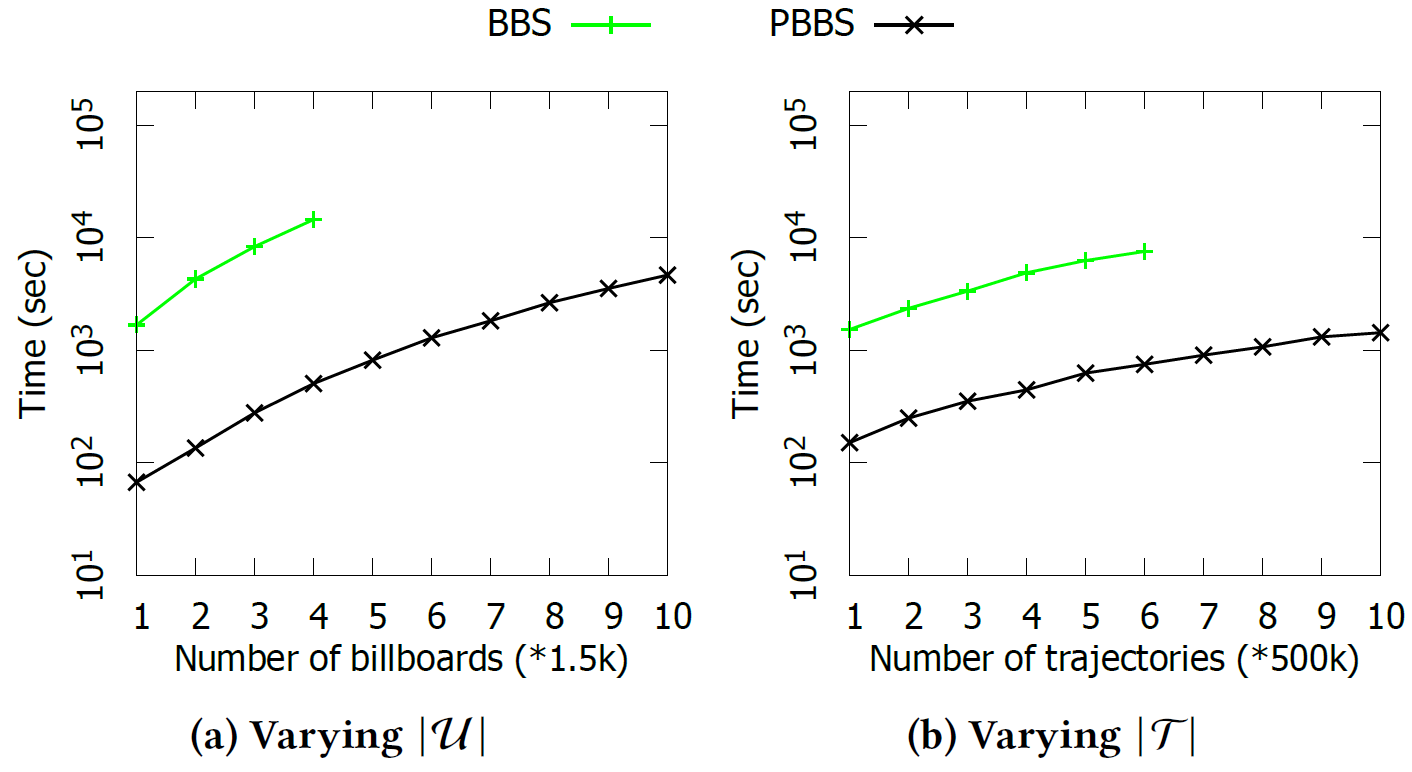 BBS PBBS
10^5
10^4
10^3
10^2
10^1
Time (sec)
1 2 3 4 5 6 7 8 9 10
Number of billboards (*1.5k)
(a) Varying |𝒰|
10^5
10^4
10^3
10^2
10^1
Time (sec)
1 2 3 4 5 6 7 8 9 10
Number of trajectories (*500k)
(b) Varying |𝒯|